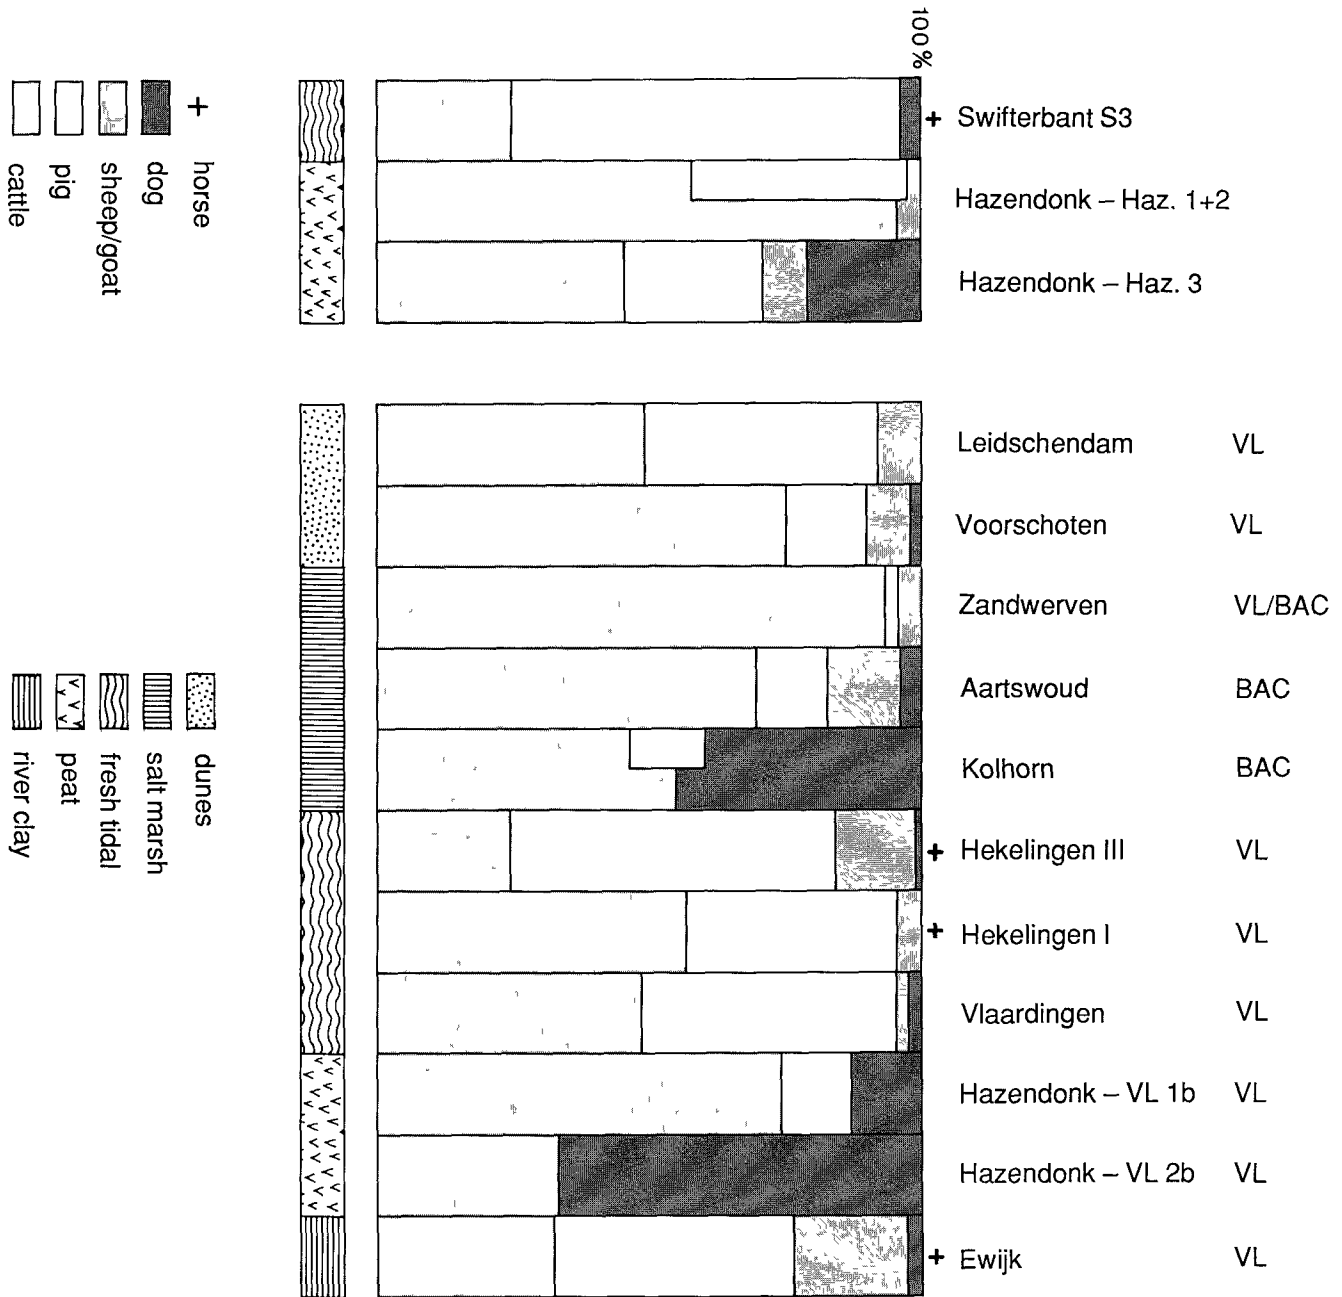 100%
Swifterbant S3
Hazendonk – Haz. 1+2
Hazendonk – Haz. 3
Leidschendam VL
Voorschoten VL
Zandwerven VL/BAC
Aartswoud BAC
Kolhorn BAC
Hekelingen III VL
Hekelingen I VL
Vlaardingen VL
Hazendonk – VL 1b VL
Hazendonk – VL 2b VL
Ewijk VL
+ horse
dog
sheep/goat
pig
cattle
dunes
salt marsh
fresh tidal
peat
river clay